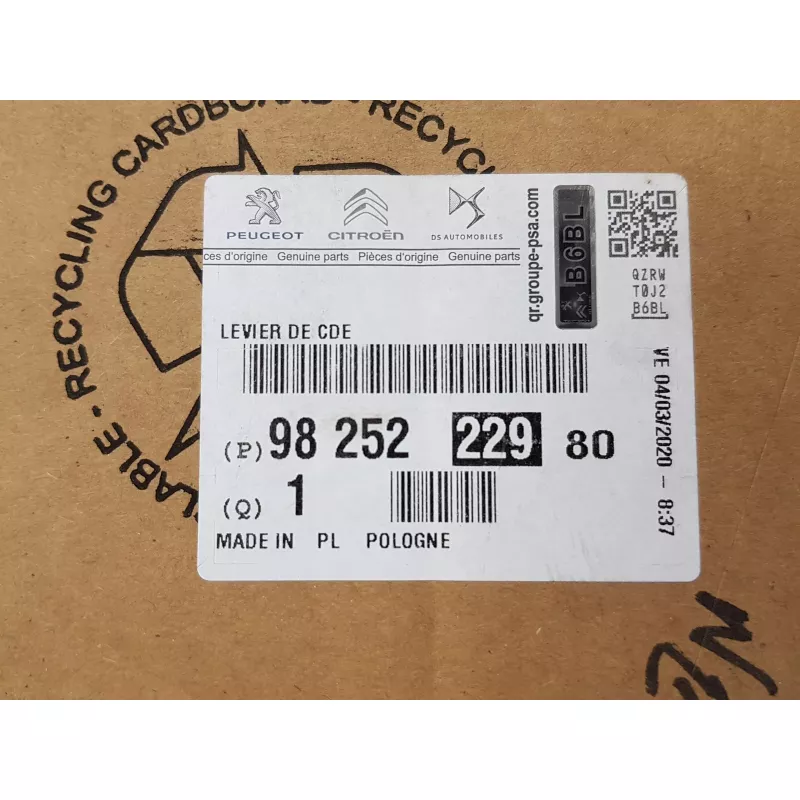 RECYCLING CARDBOARD • RECYC
LABLE • 
PEUGEOT CITROËN DS AUTOMOBILES
ces d'origine Genuine parts Pièces d'origine Genuine parts
qr.groupe-psa.com
B6BL
QZRW
T0J2
B6BL
LEVIER DE CDE
(P) 98 252 229 80
(Q) 1
MADE IN PL POLOGNE
VE 04/03/2020 - 8:37